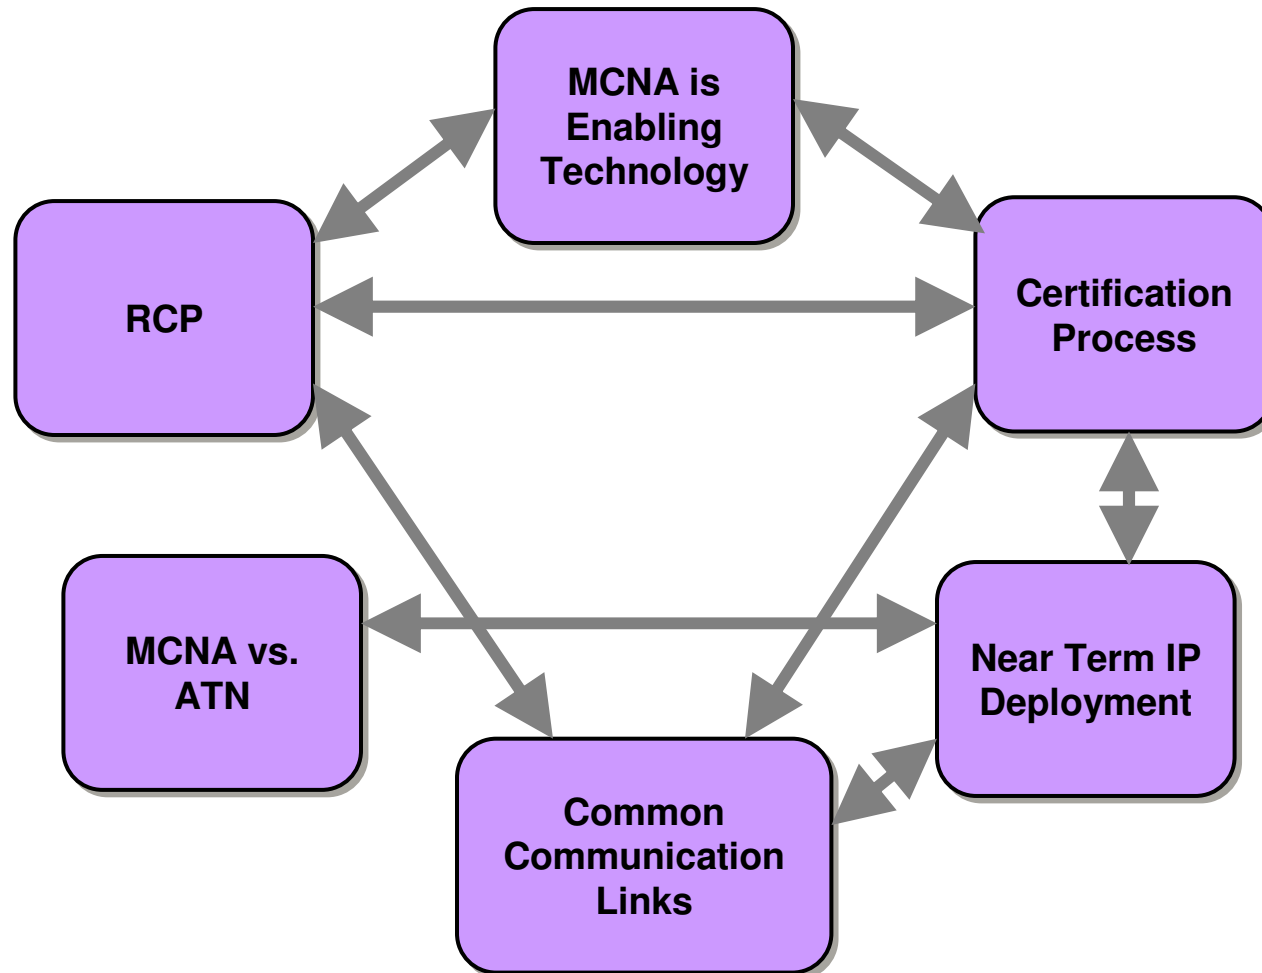 MCNA is
Enabling
Technology
RCP
Certification
Process
MCNA vs.
ATN
Near Term IP
Deployment
Common
Communication
Links